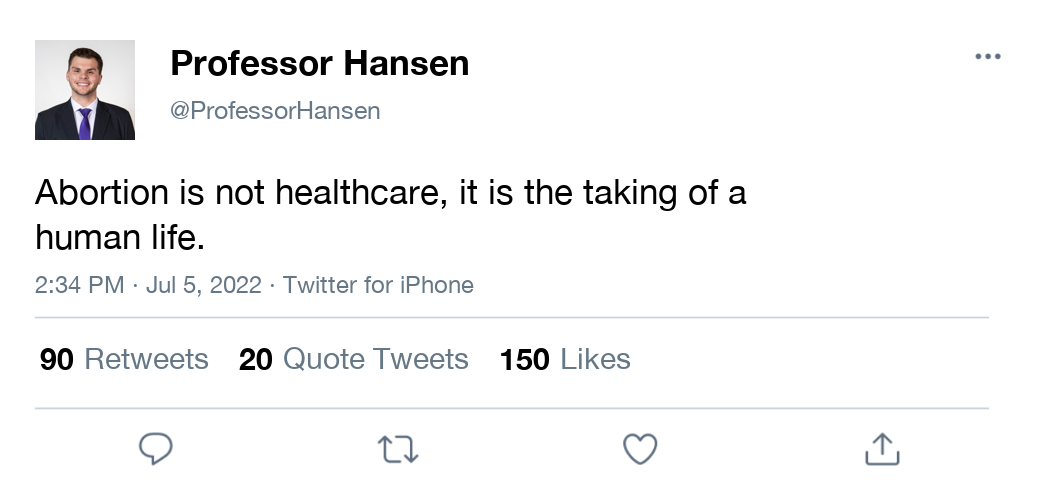 Professor Hansen
@ProfessorHansen
Abortion is not healthcare, it is the taking of a
human life.
2:34 PM · Jul 5, 2022 · Twitter for iPhone
90 Retweets 20 Quote Tweets 150 Likes